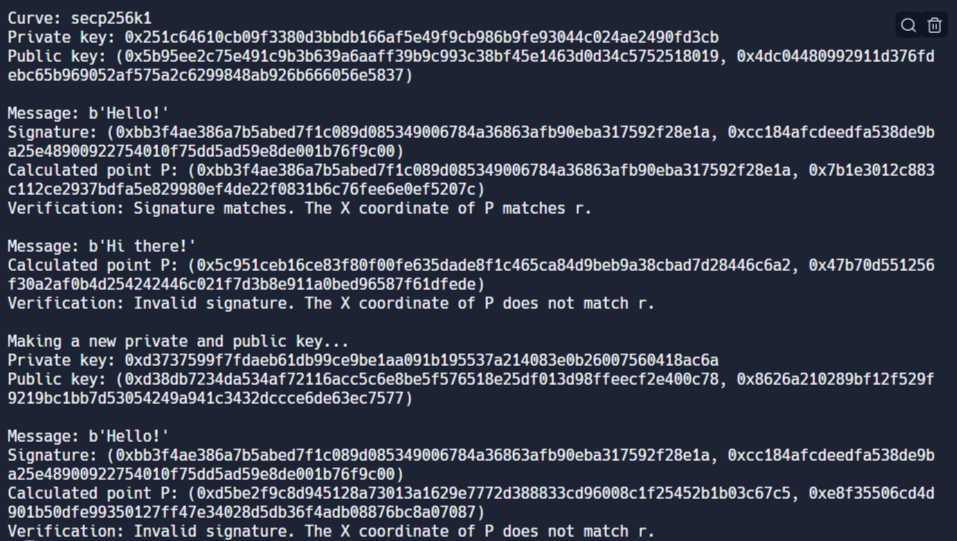 Curve: secp256k1
Private key: 0x251c64610cb09f3380d3bbdb166af5e49f9cb986b9fe93044c024ae2490fd3cb
Public key: (0x5b95ee2c75e491c9b3b639a6aaff39b9c993c38bf45e1463d0d34c5752518019, 0x4dc04480992911d376fd
ebc65b969052af575a2c6299848ab926b666056e5837)
Message: b'Hello!'
Signature: (0xbb3f4ae386a7b5abed7f1c089d085349006784a36863afb90eba317592f28e1a, 0xcc184afcdeedfa538de9b
a25e48900922754010f75dd5ad59e8de001b76f9c00)
Calculated point P: (0xbb3f4ae386a7b5abed7f1c089d085349006784a36863afb90eba317592f28e1a, 0x7b1e3012c883
c112ce2937bdfa5e829980ef4de22f0831b6c76fee6e0ef5207c)
Verification: Signature matches. The X coordinate of P matches r.
Message: b'Hi there!'
Calculated point P: (0x5c951ceb16ce83f80f00fe635dade8f1c465ca84d9beb9a38cbad7d28446c6a2, 0x47b70d551256
f30a2af0b4d254242446c021f7d3b8e911a0bed96587f61dfede)
Verification: Invalid signature. The X coordinate of P does not match r.
Making a new private and public key...
Private key: 0xd3737599f7fdaeb61db99ce9be1aa091b195537a214083e0b26007560418ac6a
Public key: (0xd38db7234da534af72116acc5c6e8be5f576518e25df013d98ffeecf2e400c78, 0x8626a210289bf12f529f
9219bc1bb7d53054249a941c3432dccce6de63ec7577)
Message: b'Hello!'
Signature: (0xbb3f4ae386a7b5abed7f1c089d085349006784a36863afb90eba317592f28e1a, 0xcc184afcdeedfa538de9b
a25e48900922754010f75dd5ad59e8de001b76f9c00)
Calculated point P: (0xd5be2f9c8d945128a73013a1629e7772d388833cd96008c1f25452b1b03c67c5, 0xe8f35506cd4d
901b50dfe99350127ff47e34028d5db36f4adb08876bc8a07087)
Verification: Invalid signature. The X coordinate of P does not match r.